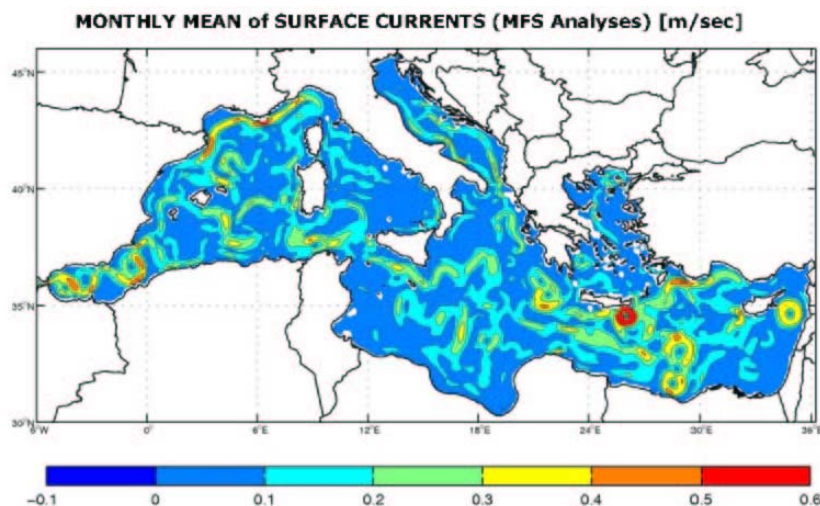 MONTHLY MEAN of SURFACE CURRENTS (MFS Analyses) [m/sec]
45°N
40°N
35°N
30°N
6°W 0° 6°E 12°E 18°E 24°E 30°E 36°E
−0.1 0 0.1 0.2 0.3 0.4 0.5 0.6